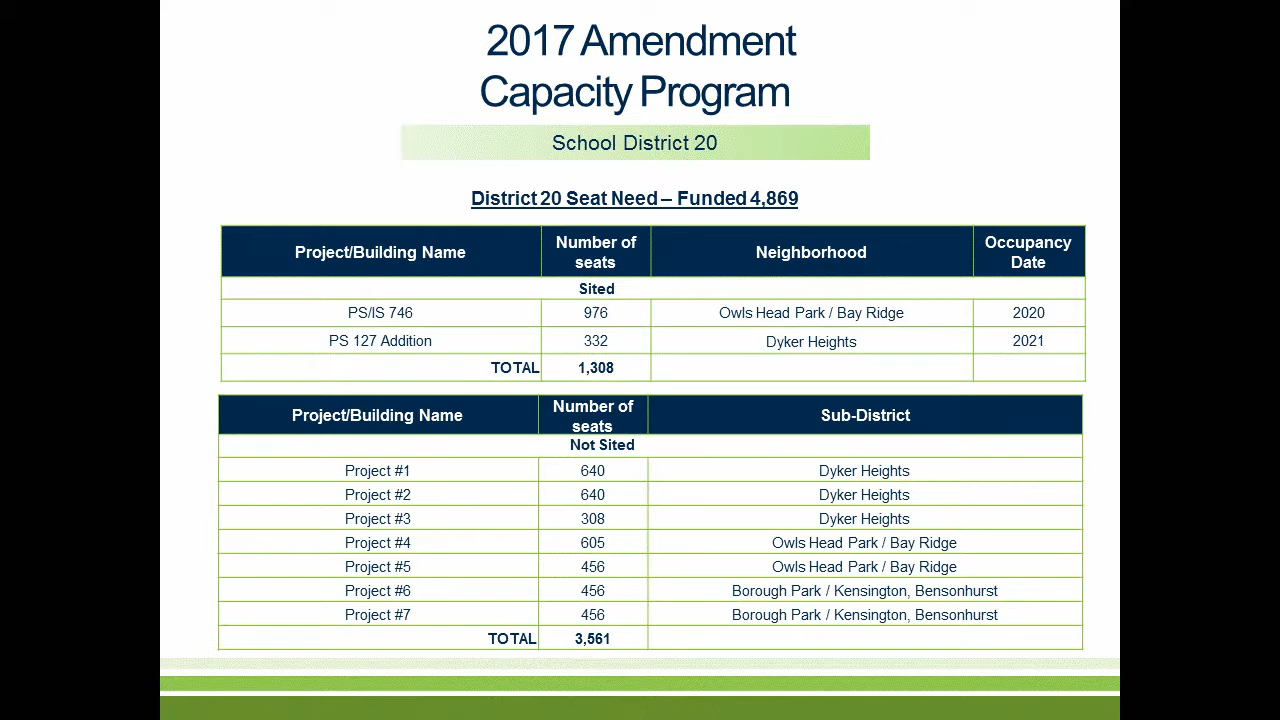 2017 Amendment
Capacity Program
School District 20
District 20 Seat Need – Funded 4,869
Project/Building Name Number of seats Neighborhood Occupancy Date
Sited
PS/IS 746 976 Owls Head Park / Bay Ridge 2020
PS 127 Addition 332 Dyker Heights 2021
TOTAL 1,308
Project/Building Name Number of seats Sub-District
Not Sited
Project #1 640 Dyker Heights
Project #2 640 Dyker Heights
Project #3 308 Dyker Heights
Project #4 605 Owls Head Park / Bay Ridge
Project #5 456 Owls Head Park / Bay Ridge
Project #6 456 Borough Park / Kensington, Bensonhurst
Project #7 456 Borough Park / Kensington, Bensonhurst
TOTAL 3,561